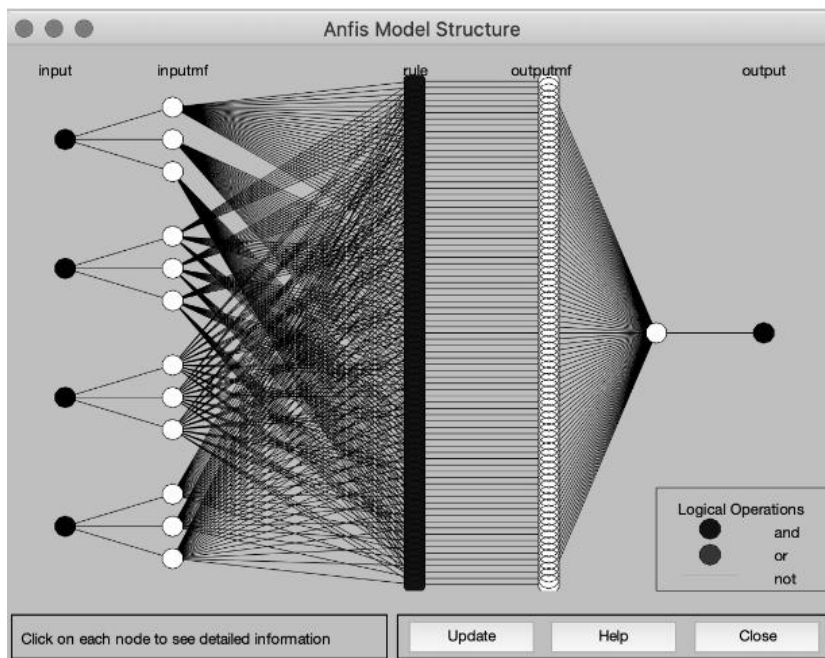 Anfis Model Structure
input
inputmf
rule
outputmf
output
Logical Operations
and
or
not
Click on each node to see detailed information
Update
Help
Close